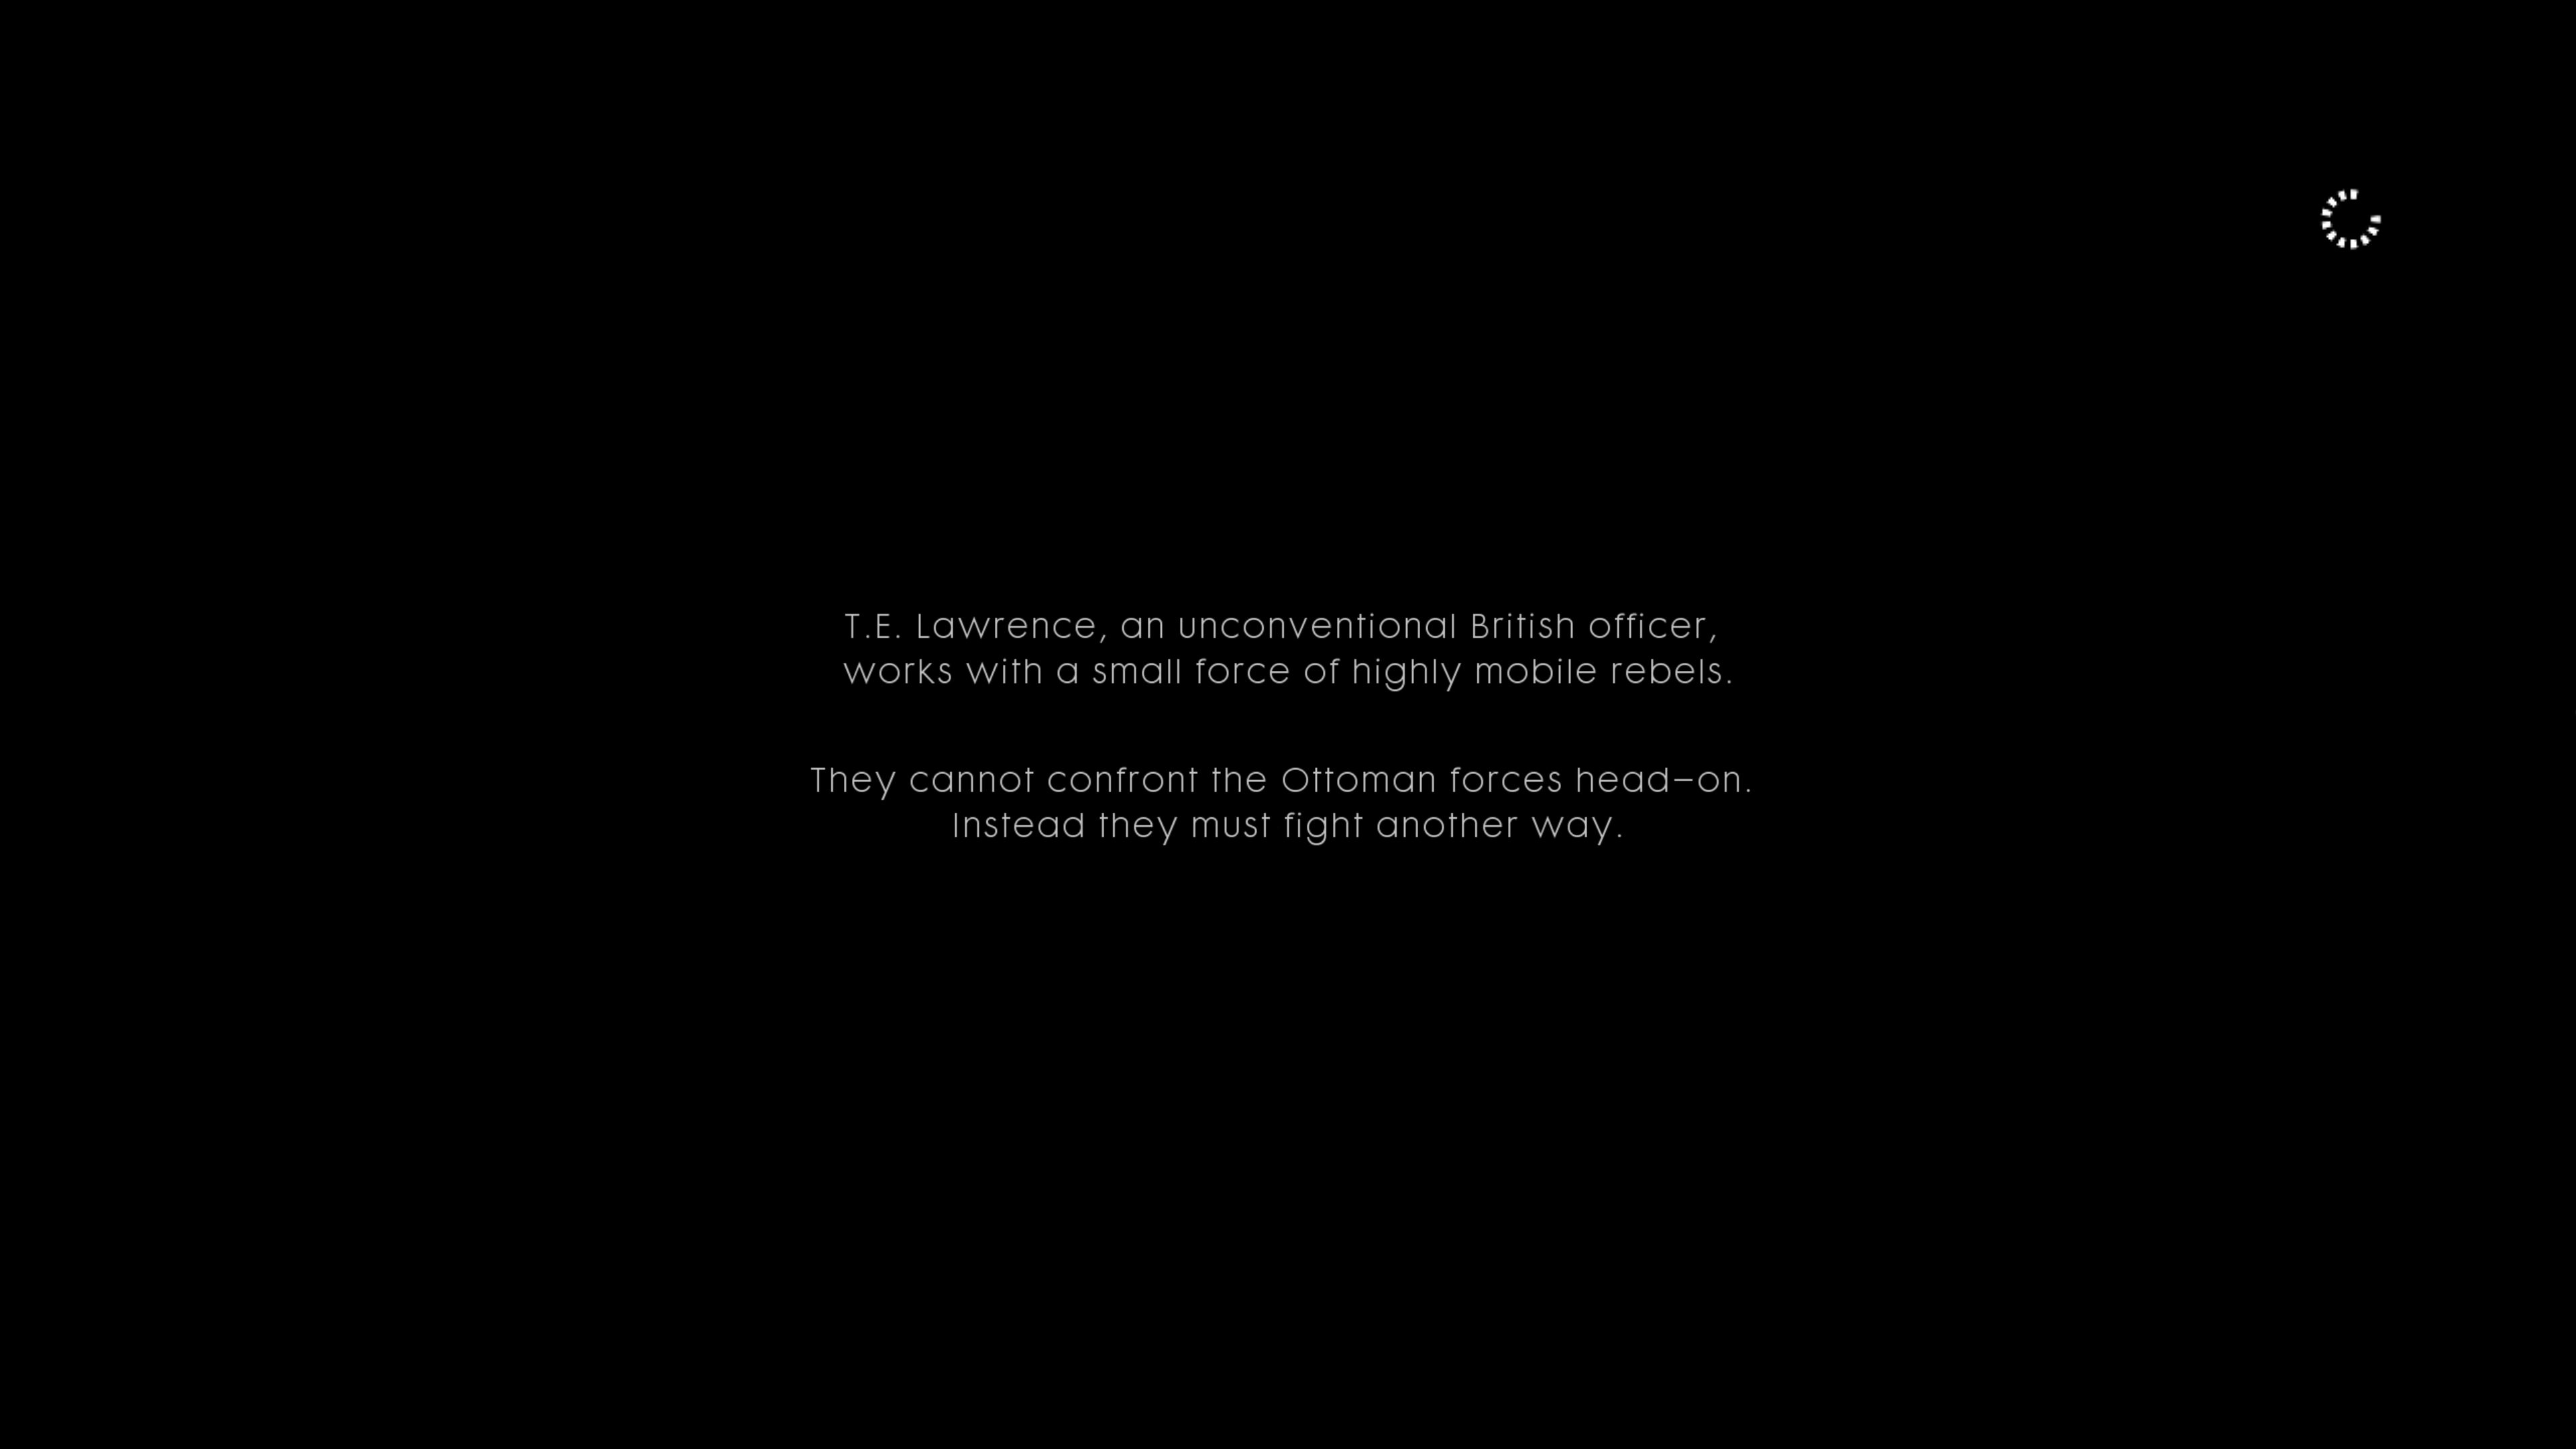 T.E. Lawrence, an unconventional British officer,
works with a small force of highly mobile rebels.
They cannot confront the Ottoman forces head-on.
Instead they must fight another way.